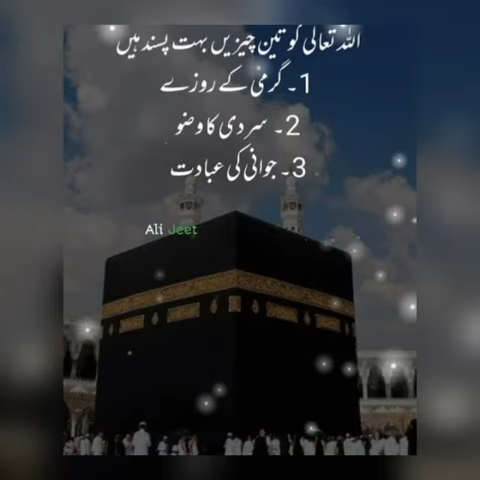 اللہ تعالیٰ کو تین چیزیں بہت پسند ہیں
1۔ گرمی کے روزے
2۔ سردی کا وضو
3۔ جوانی کی عبادت
Ali Jeet